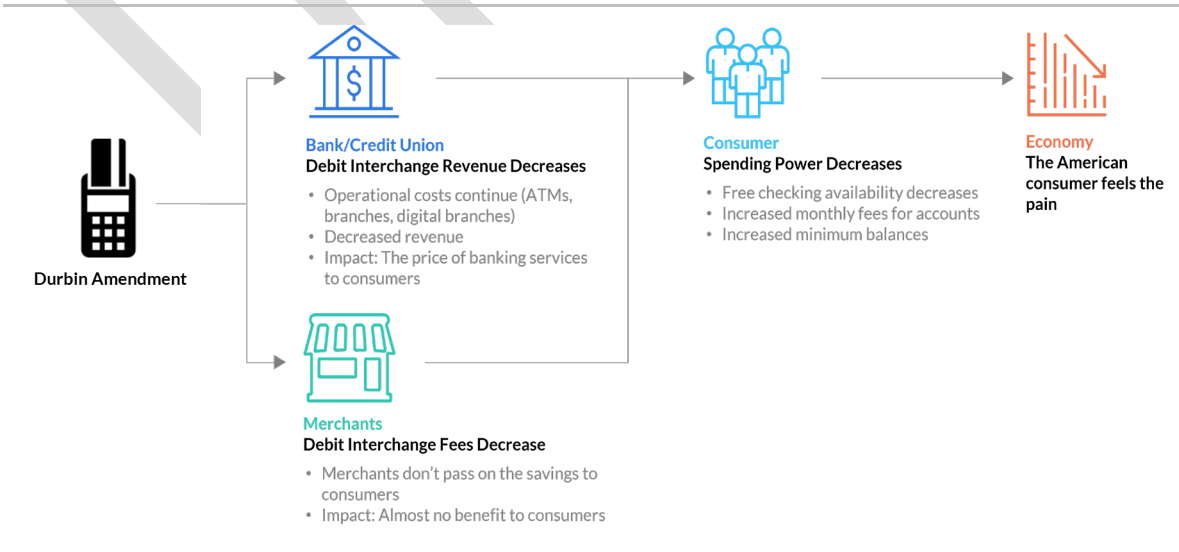 Durbin Amendment
Bank/Credit Union
Debit Interchange Revenue Decreases
• Operational costs continue (ATMs,
branches, digital branches)
• Decreased revenue
• Impact: The price of banking services
to consumers
Merchants
Debit Interchange Fees Decrease
• Merchants don’t pass on the savings to
consumers
• Impact: Almost no benefit to consumers
Consumer
Spending Power Decreases
• Free checking availability decreases
• Increased monthly fees for accounts
• Increased minimum balances
Economy
The American
consumer feels the
pain